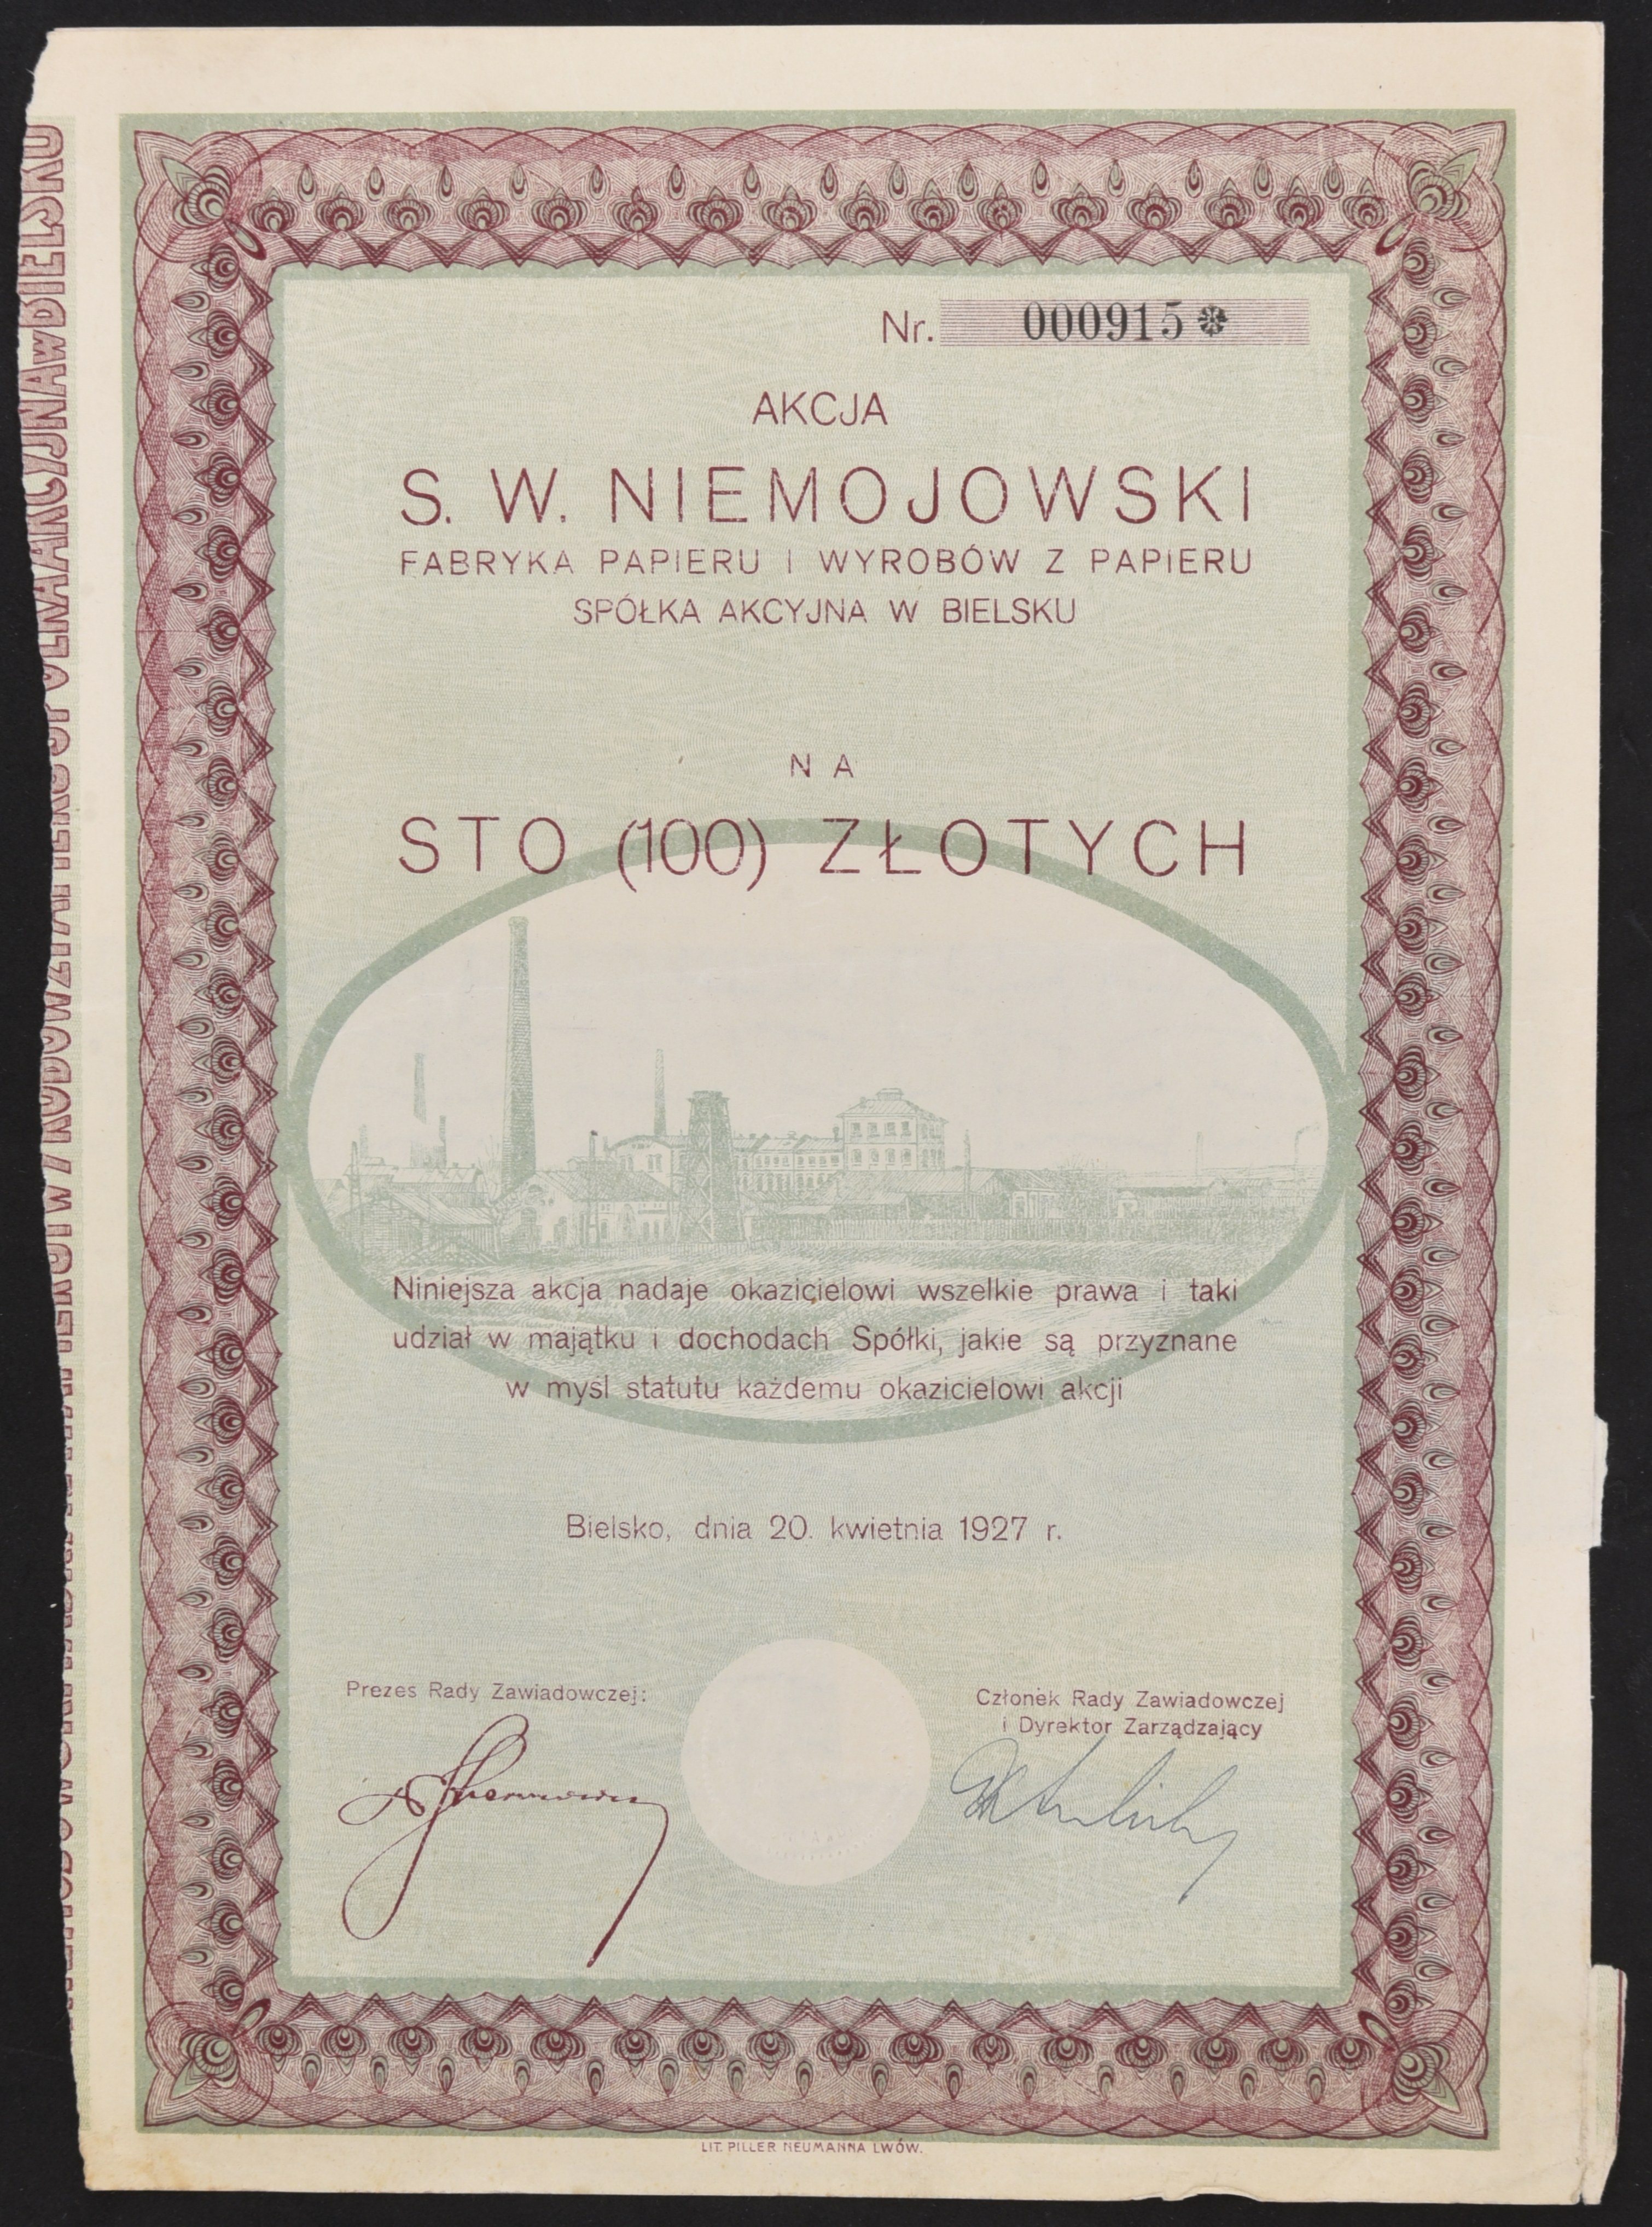 Nr. 000915
AKCJA
S. W. NIEMOJOWSKI
FABRYKA PAPIERU I WYROBÓW Z PAPIERU
SPÓŁKA AKCYJNA W BIELSKU
NA
STO (100) ZŁOTYCH
Niniejsza akcja nadaje okazicielowi wszelkie prawa i taki
udział w majątku i dochodach Spółki, jakie są przyznane
w myśl statutu każdemu okazicielowi akcji
Bielsko, dnia 20. kwietnia 1927 r.
Prezes Rady Zawiadowczej:
Członek Rady Zawiadowczej
i Dyrektor Zarządzający
LIT. PILLER NEUMANNA LWÓW.